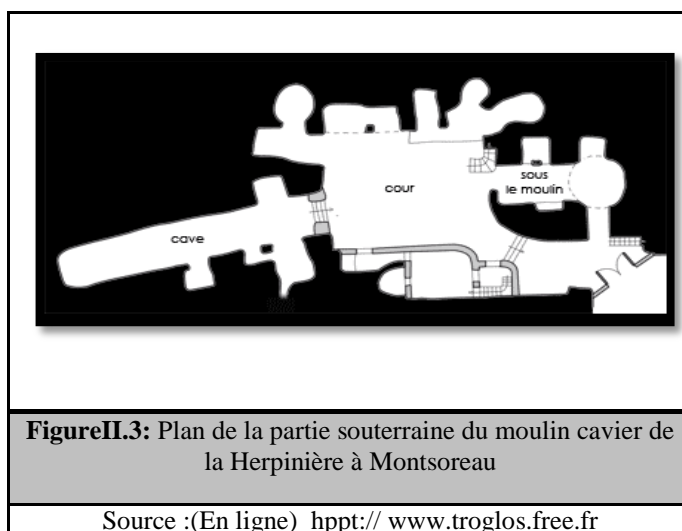 cour
sous
le moulin
cave
FigureII.3: Plan de la partie souterraine du moulin cavier de
la Herpinière à Montsoreau
Source :(En ligne) hppt:// www.troglos.free.fr